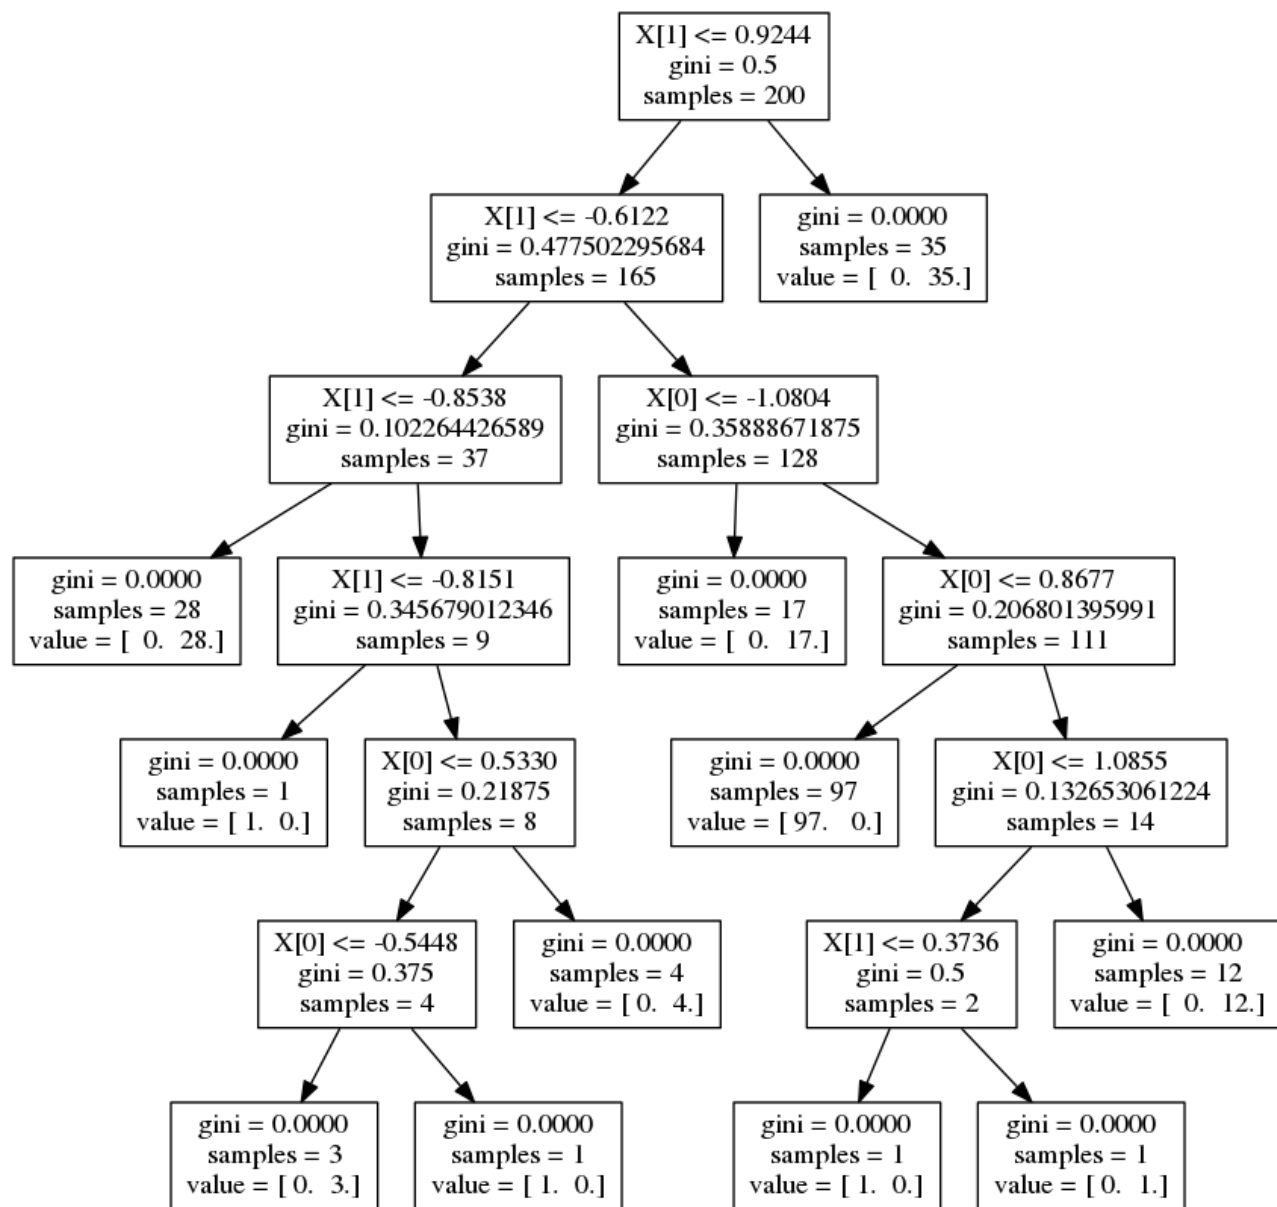 X[1] <= 0.9244
gini = 0.5
samples = 200
X[1] <= -0.6122
gini = 0.477502295684
samples = 165
gini = 0.0000
samples = 35
value = [ 0. 35.]
X[1] <= -0.8538
gini = 0.102264426589
samples = 37
X[0] <= -1.0804
gini = 0.35888671875
samples = 128
gini = 0.0000
samples = 28
value = [ 0. 28.]
X[1] <= -0.8151
gini = 0.345679012346
samples = 9
gini = 0.0000
samples = 17
value = [ 0. 17.]
X[0] <= 0.8677
gini = 0.206801395991
samples = 111
gini = 0.0000
samples = 1
value = [ 1. 0.]
X[0] <= 0.5330
gini = 0.21875
samples = 8
gini = 0.0000
samples = 97
value = [ 97. 0.]
X[0] <= 1.0855
gini = 0.132653061224
samples = 14
X[0] <= -0.5448
gini = 0.375
samples = 4
gini = 0.0000
samples = 4
value = [ 0. 4.]
X[1] <= 0.3736
gini = 0.5
samples = 2
gini = 0.0000
samples = 12
value = [ 0. 12.]
gini = 0.0000
samples = 3
value = [ 0. 3.]
gini = 0.0000
samples = 1
value = [ 1. 0.]
gini = 0.0000
samples = 1
value = [ 1. 0.]
gini = 0.0000
samples = 1
value = [ 0. 1.]